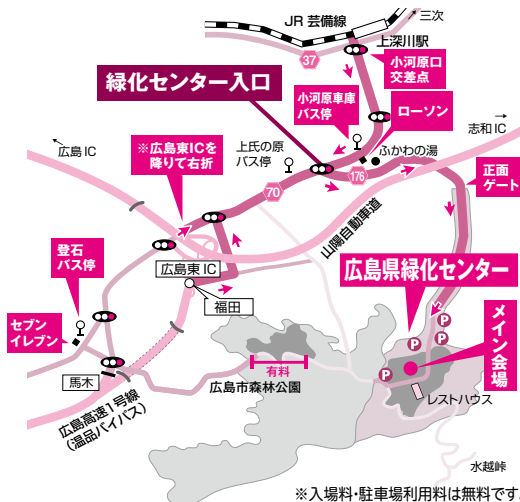 JR 芸備線
三次
上深川駅
37
小河原口
交差点
緑化センター入口
小河原車庫
バス停
ローソン
志和IC
広島IC
※広島東ICを
降りて右折
上氏の原
バス停
ふかわの湯
176
正面
ゲート
70
山陽自動車道
登石
バス停
広島東 IC
広島県緑化センター
福田
セブン
イレブン
P
P
P
P
メイン
会場
馬木
有料
広島市森林公園
レストハウス
広島高速1号線
(温品バイパス)
水越峠
※入場料・駐車場利用料は無料です